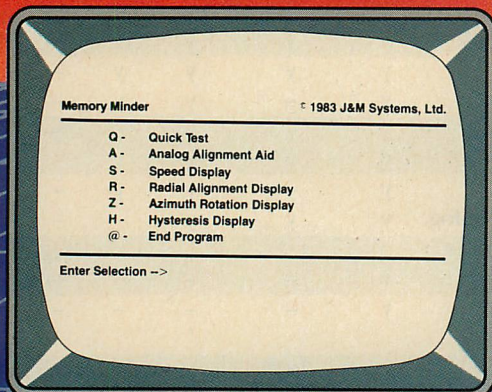 Memory Minder © 1983 J&M Systems, Ltd.
Q - Quick Test
A - Analog Alignment Aid
S - Speed Display
R - Radial Alignment Display
Z - Azimuth Rotation Display
H - Hysteresis Display
@ - End Program
Enter Selection -->